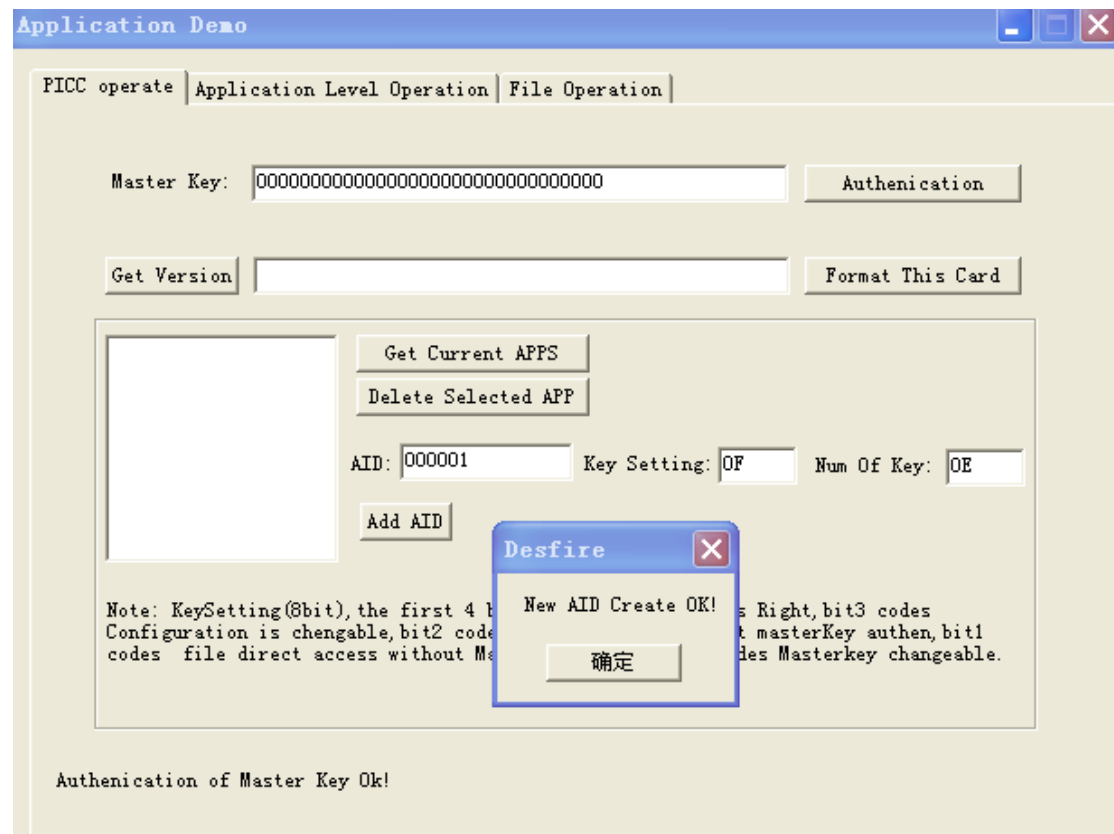 Application Demo
PICC operate Application Level Operation File Operation
Master Key: 00000000000000000000000000000000 Authenication
Get Version Format This Card
Get Current APPS
Delete Selected APP
AID: 000001 Key Setting: 0F Num Of Key: 0E
Add AID
Desfire
New AID Create OK!
确定
Note: KeySetting(8bit), the first 4 b s Right, bit3 codes
Configuration is chengable, bit2 code t masterKey authen, bit1
codes file direct access without Ma des Masterkey changeable.
Authenication of Master Key Ok!